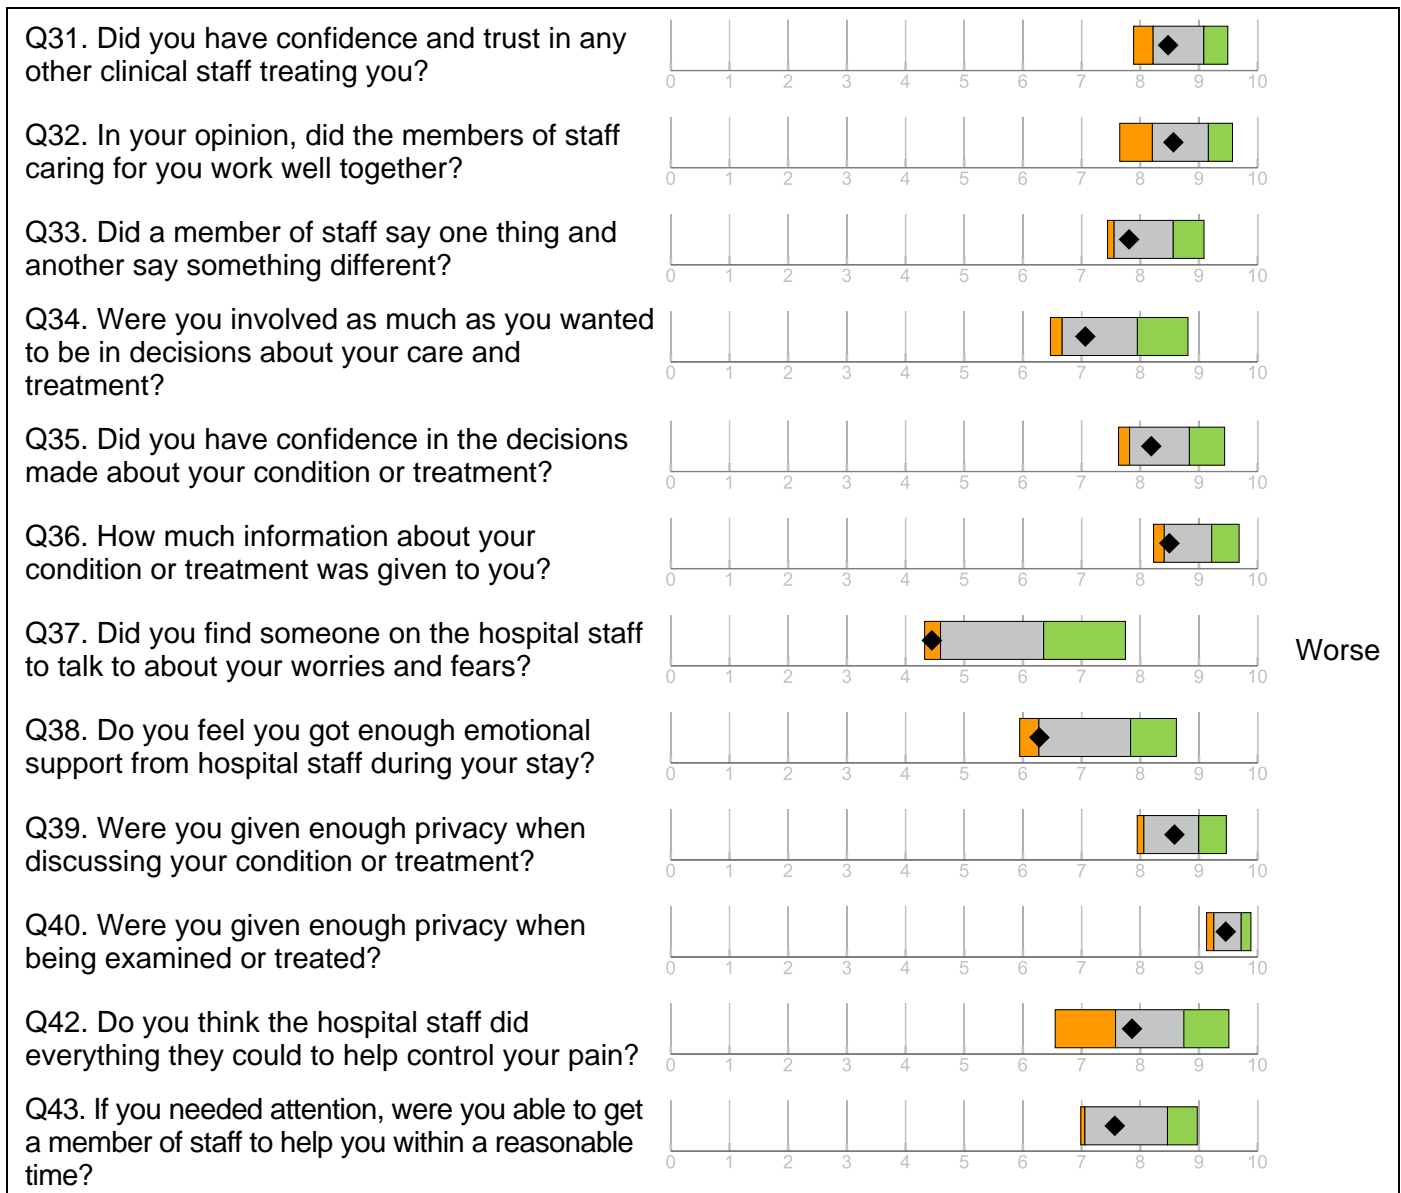 Q31. Did you have confidence and trust in any
other clinical staff treating you?
0 1 2 3 4 5 6 7 8 9 10
Q32. In your opinion, did the members of staff
caring for you work well together?
0 1 2 3 4 5 6 7 8 9 10
Q33. Did a member of staff say one thing and
another say something different?
0 1 2 3 4 5 6 7 8 9 10
Q34. Were you involved as much as you wanted
to be in decisions about your care and
treatment?
0 1 2 3 4 5 6 7 8 9 10
Q35. Did you have confidence in the decisions
made about your condition or treatment?
0 1 2 3 4 5 6 7 8 9 10
Q36. How much information about your
condition or treatment was given to you?
0 1 2 3 4 5 6 7 8 9 10
Q37. Did you find someone on the hospital staff
to talk to about your worries and fears?
Worse
0 1 2 3 4 5 6 7 8 9 10
Q38. Do you feel you got enough emotional
support from hospital staff during your stay?
0 1 2 3 4 5 6 7 8 9 10
Q39. Were you given enough privacy when
discussing your condition or treatment?
0 1 2 3 4 5 6 7 8 9 10
Q40. Were you given enough privacy when
being examined or treated?
0 1 2 3 4 5 6 7 8 9 10
Q42. Do you think the hospital staff did
everything they could to help control your pain?
0 1 2 3 4 5 6 7 8 9 10
Q43. If you needed attention, were you able to get
a member of staff to help you within a reasonable
time?
0 1 2 3 4 5 6 7 8 9 10